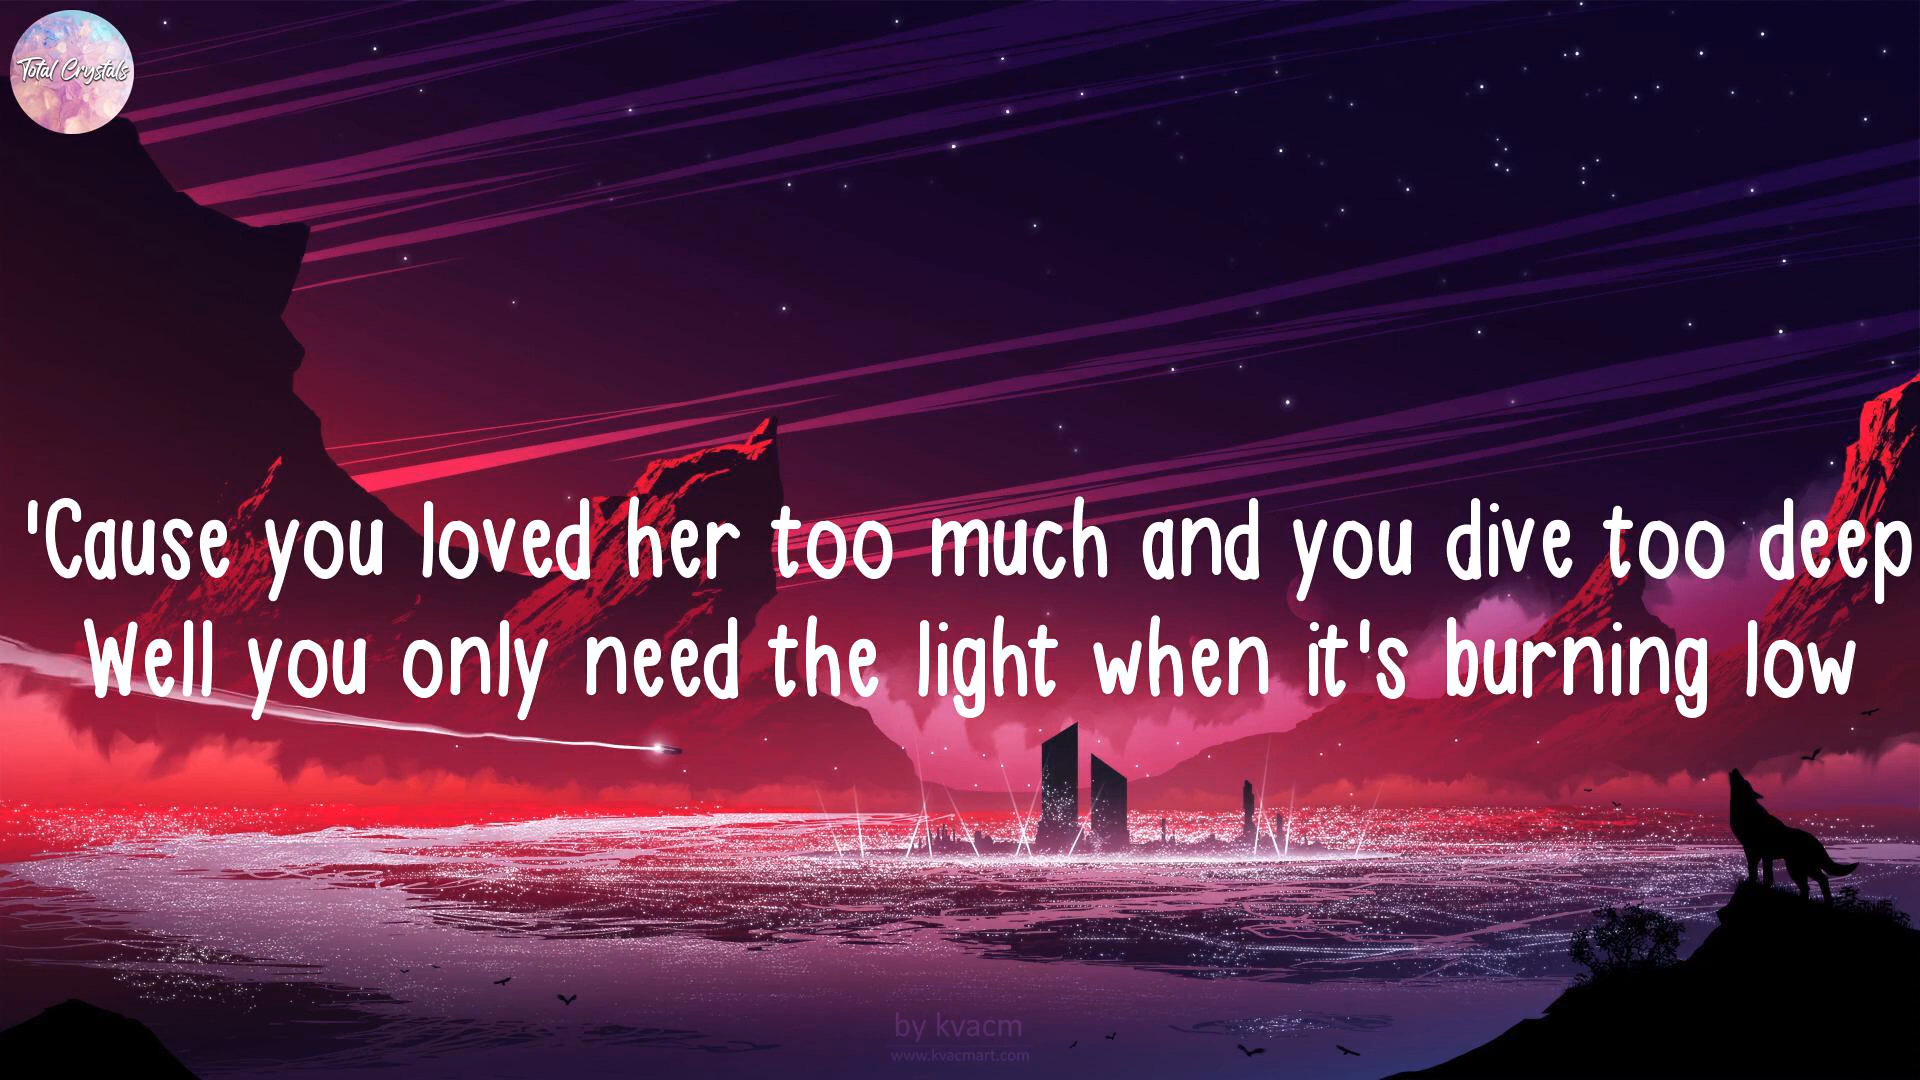 Total Crystals
'Cause you loved her too much and you dive too deep
Well you only need the light when it's burning low
by kvacm
www.kvacmart.com